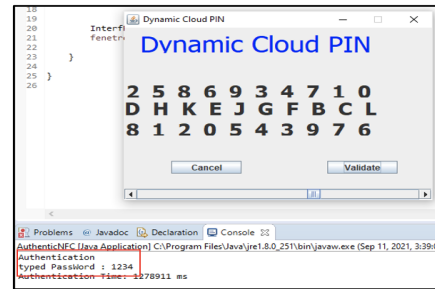 18
19
20 Interf
21 fenetre
22
23 }
24
25 }
26
Dynamic Cloud PIN
Dynamic Cloud PIN
2 5 8 6 9 3 4 7 1 0
D H K E J G F B C L
8 1 2 0 5 4 3 9 7 6
Cancel Validate
Problems @ Javadoc Declaration Console
AuthenticNFC [Java Application] C:\Program Files\Java\jre1.8.0_251\bin\javaw.exe (Sep 11, 2021, 3:39:
Authentication
typed PassWord : 1234
Authentication Time: 1278911 ms